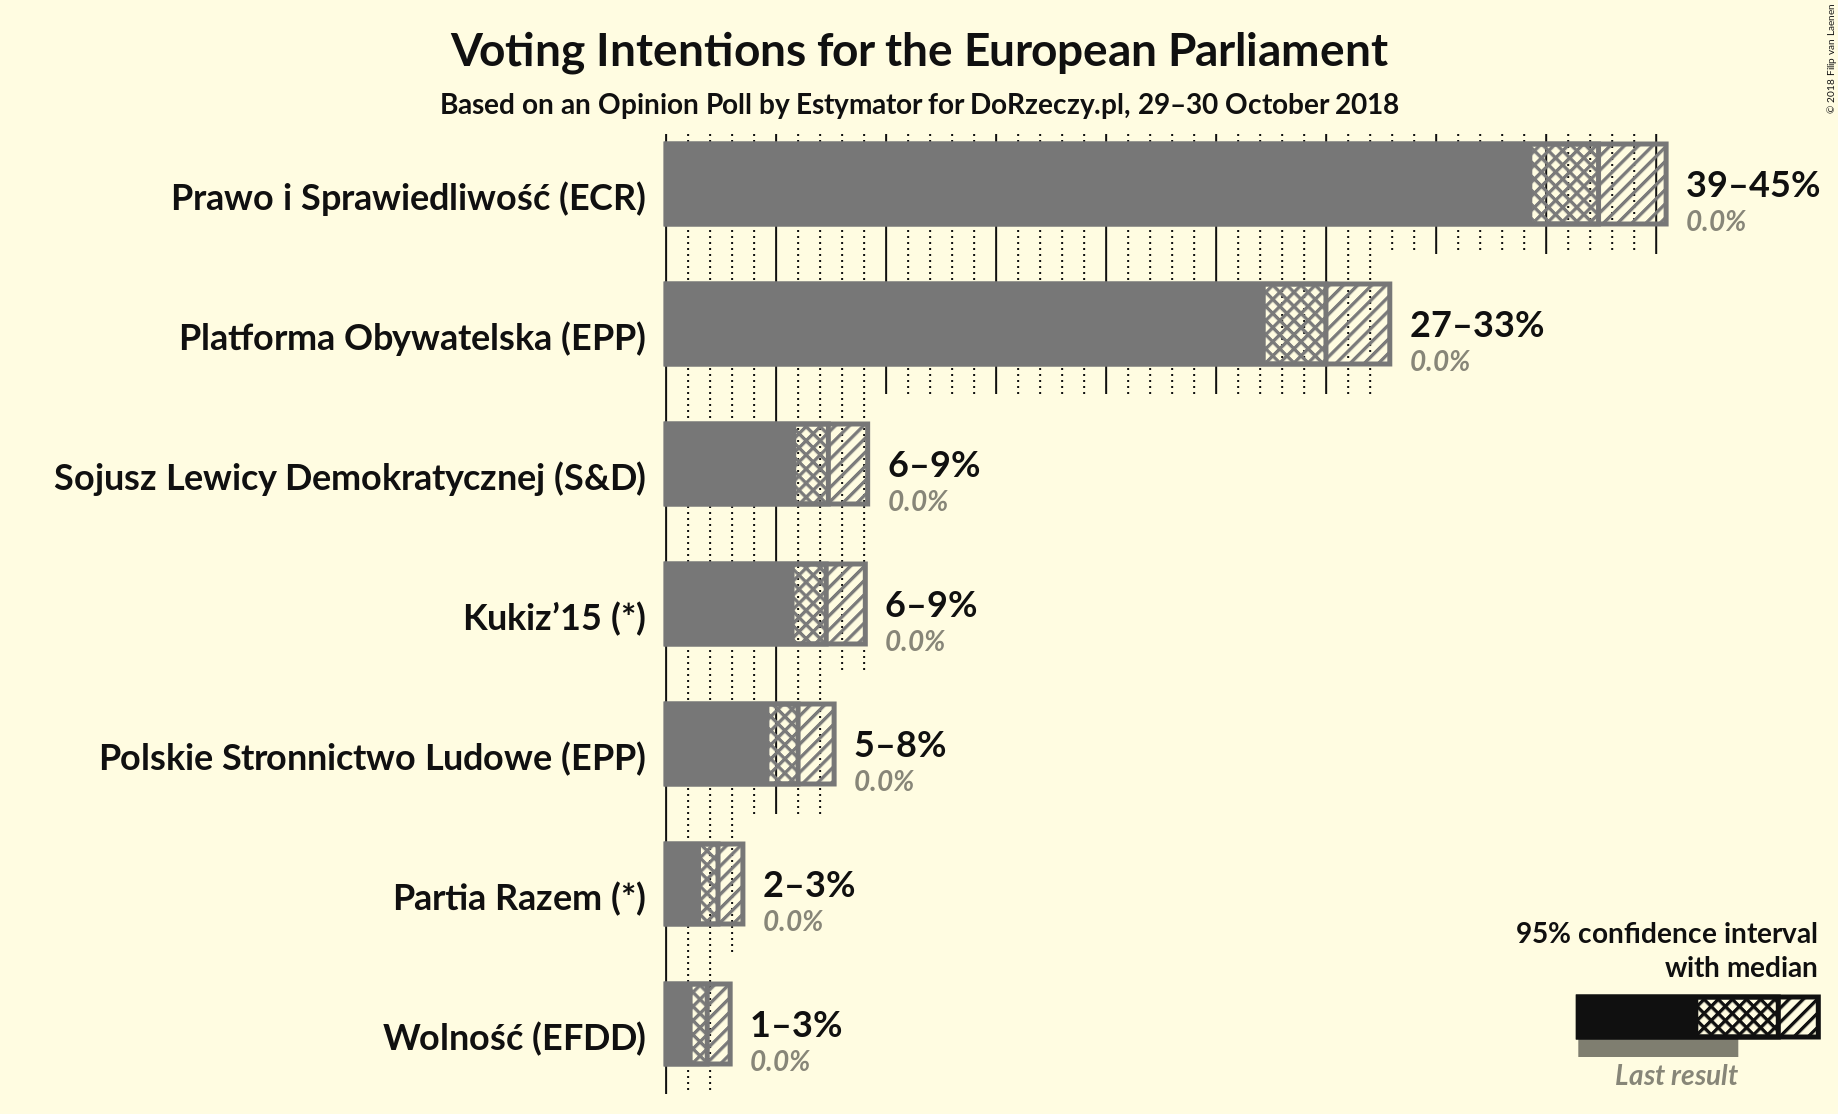 Voting Intentions for the European Parliament
Based on an Opinion Poll by Estymator for DoRzeczy.pl, 29–30 October 2018
© 2018 Filip van Laenen
Prawo i Sprawiedliwość (ECR)
39–45%
0.0%
Platforma Obywatelska (EPP)
27–33%
0.0%
Sojusz Lewicy Demokratycznej (S&D)
6–9%
0.0%
Kukiz’15 (*)
6–9%
0.0%
Polskie Stronnictwo Ludowe (EPP)
5–8%
0.0%
Partia Razem (*)
2–3%
0.0%
Wolność (EFDD)
1–3%
0.0%
95% confidence interval
with median
Last result